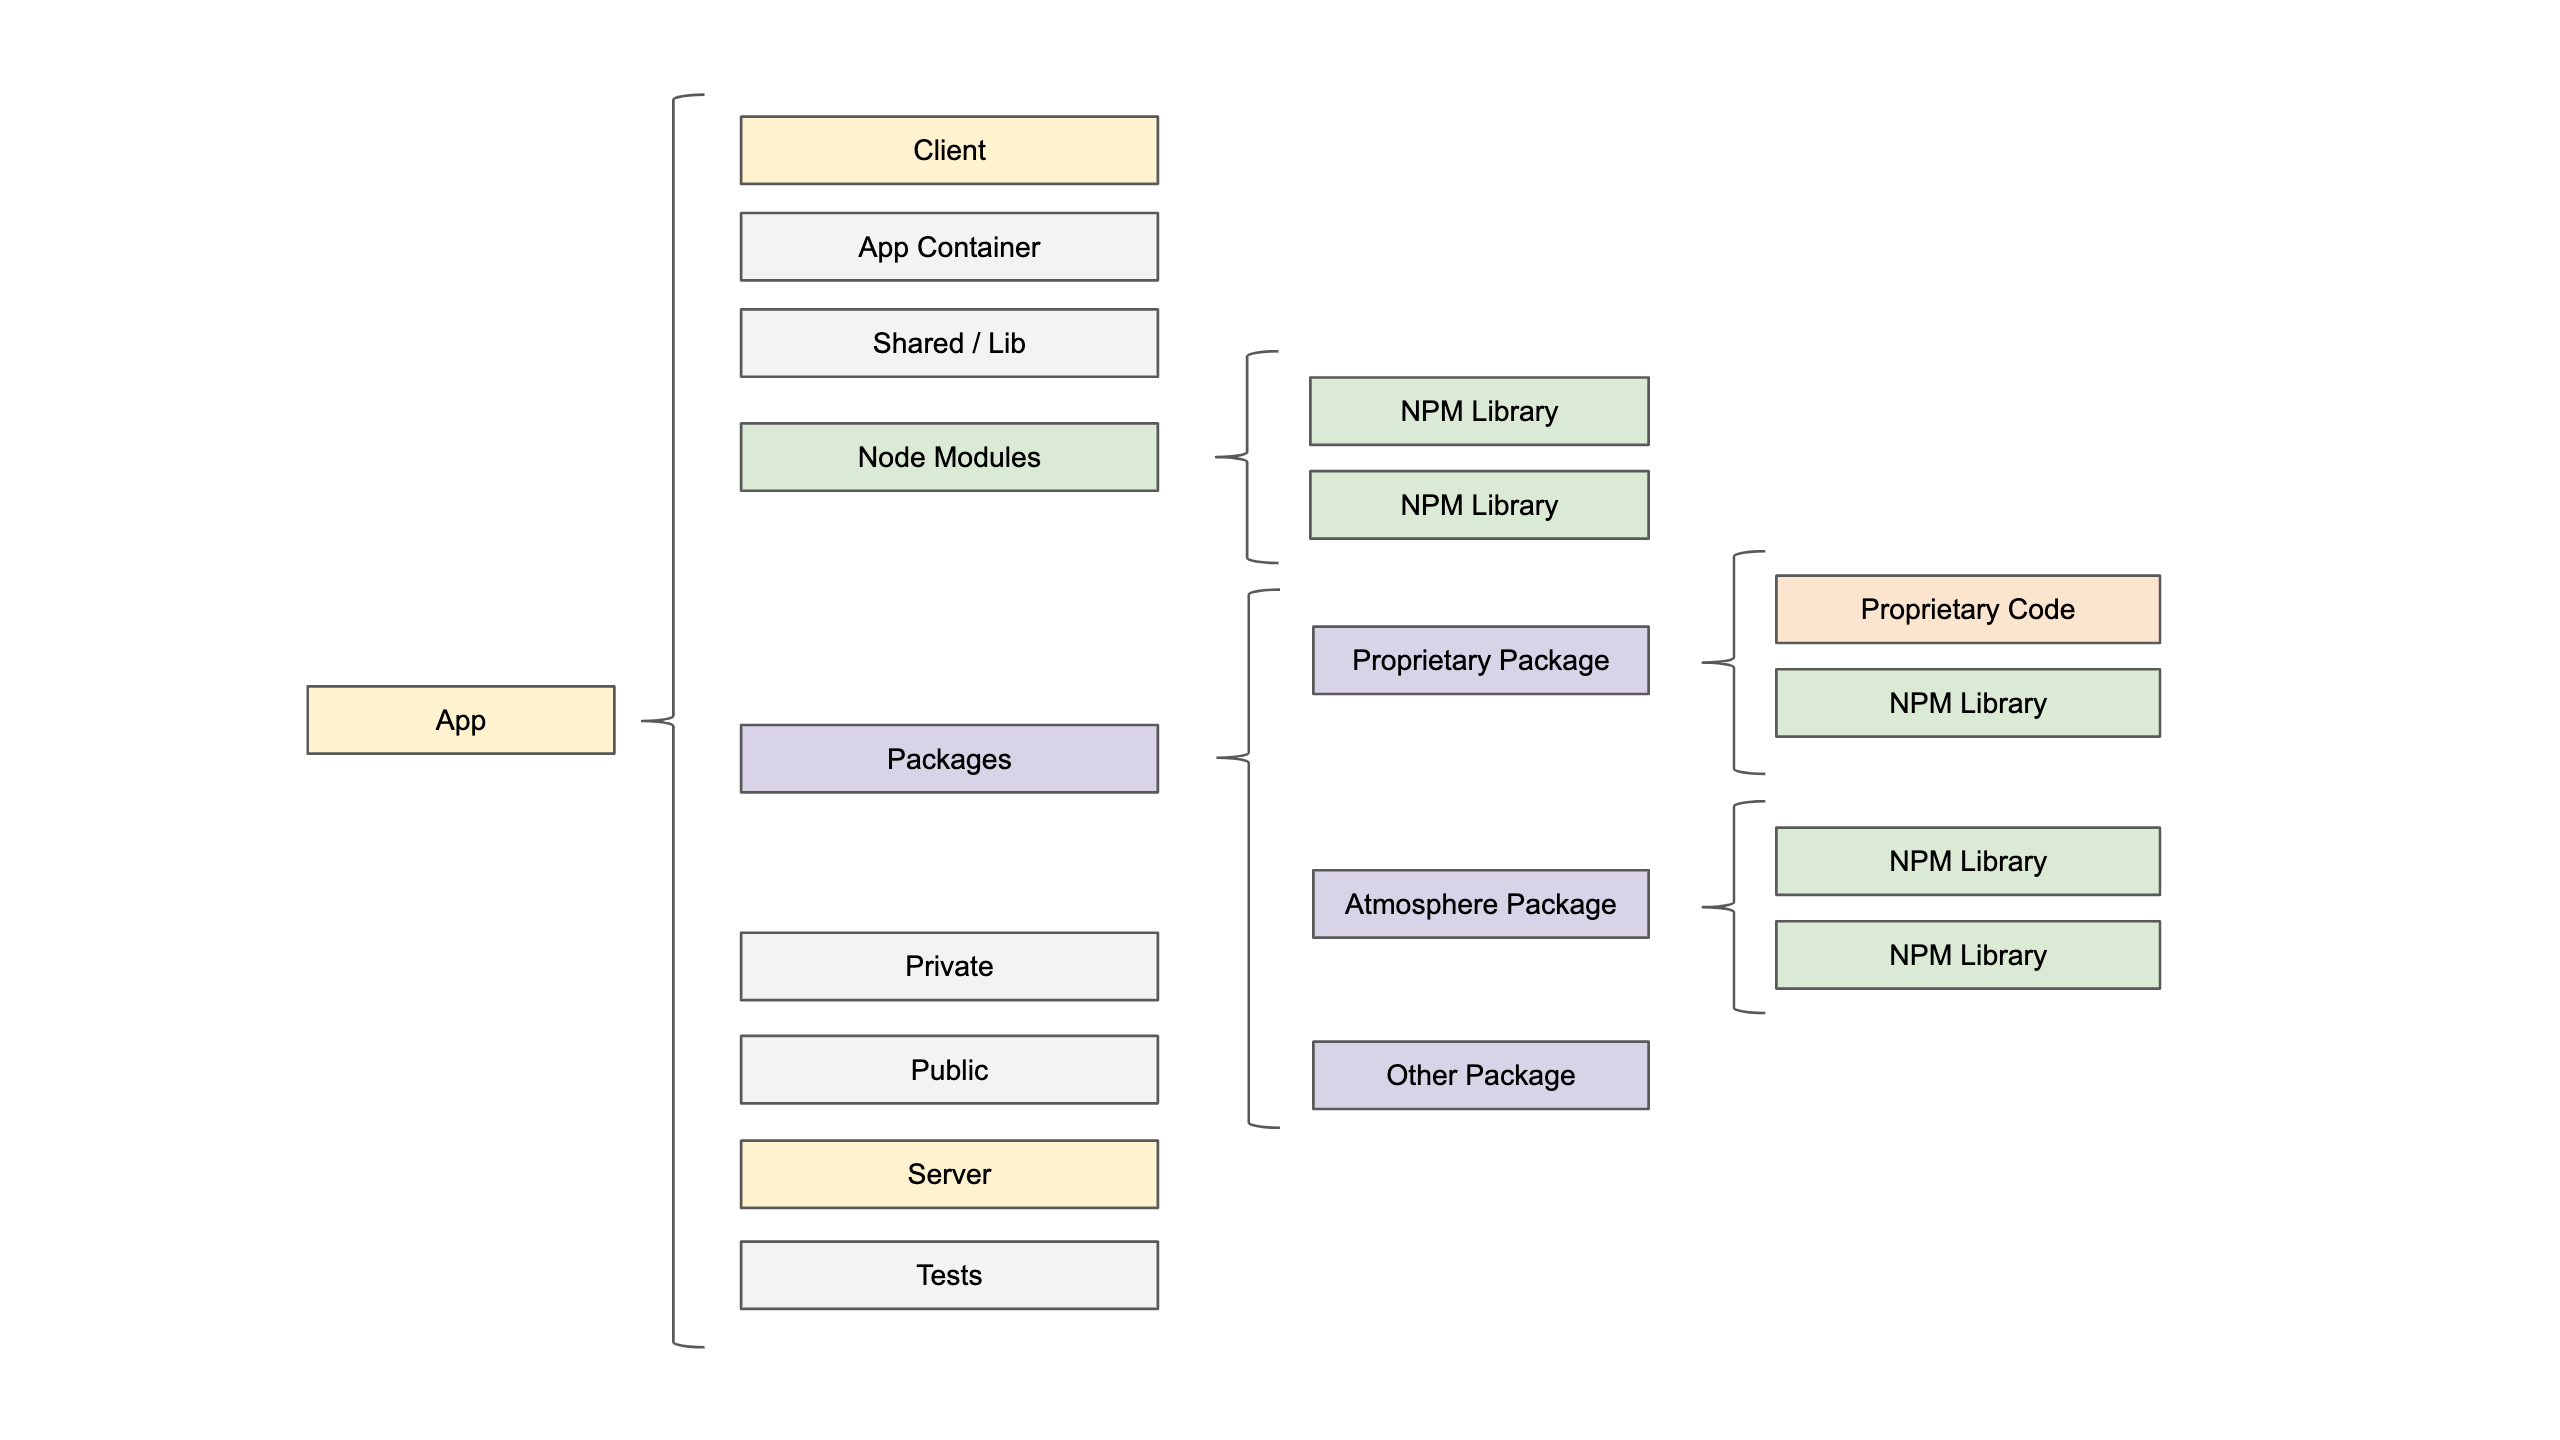 Client
App Container
Shared / Lib
NPM Library
Node Modules
NPM Library
Proprietary Code
Proprietary Package
NPM Library
App
Packages
NPM Library
Atmosphere Package
NPM Library
Private
Public
Other Package
Server
Tests